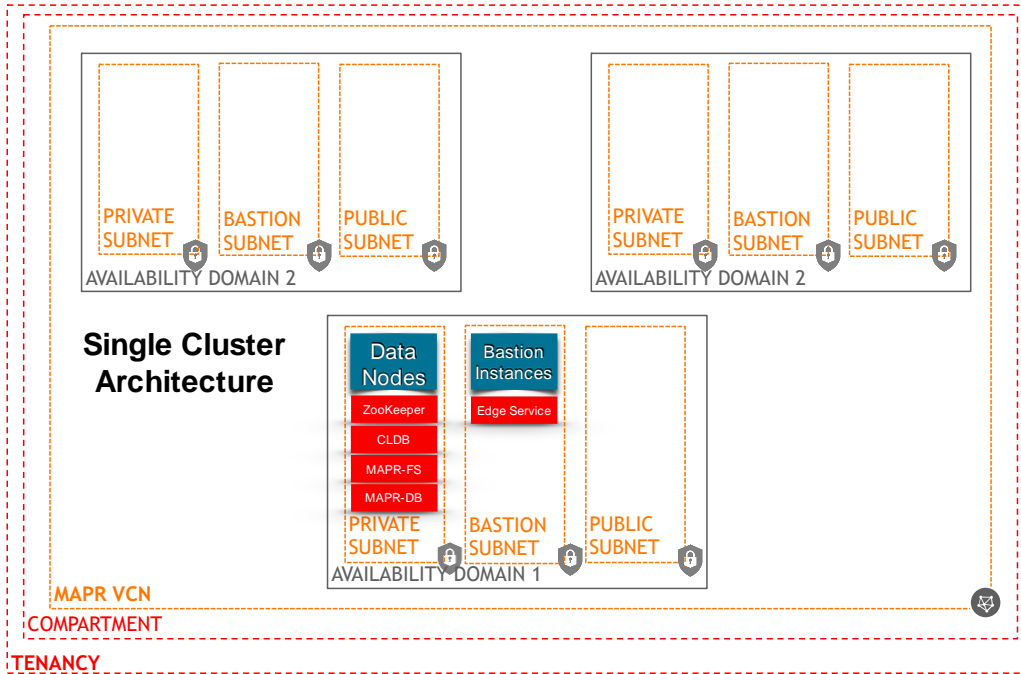 PRIVATE
SUBNET
BASTION
SUBNET
PUBLIC
SUBNET
AVAILABILITY DOMAIN 2
PRIVATE
SUBNET
BASTION
SUBNET
PUBLIC
SUBNET
AVAILABILITY DOMAIN 2
Single Cluster
Architecture
Data
Nodes
ZooKeeper
CLDB
MAPR-FS
MAPR-DB
PRIVATE
SUBNET
Bastion
Instances
Edge Service
BASTION
SUBNET
PUBLIC
SUBNET
AVAILABILITY DOMAIN 1
MAPR VCN
COMPARTMENT
TENANCY